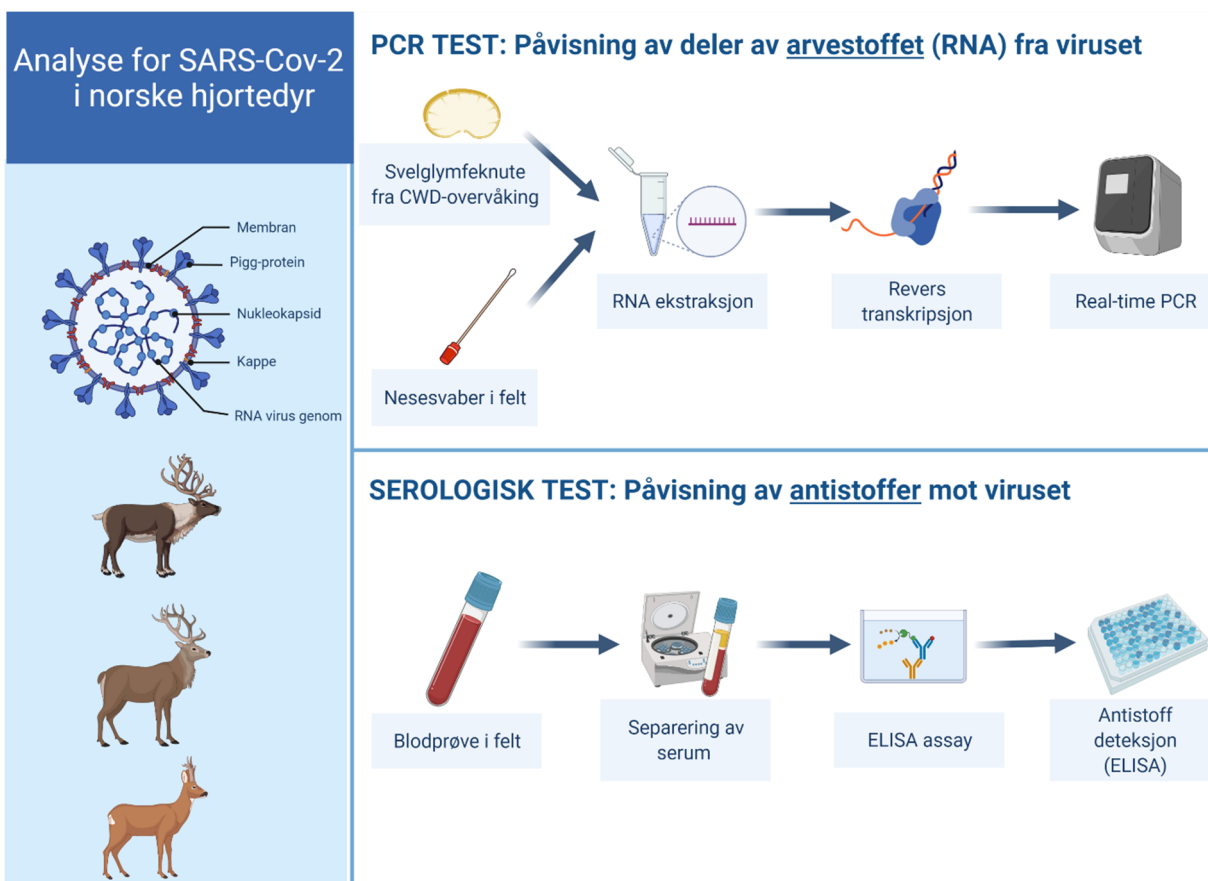 Analyse for SARS-Cov-2
i norske hjortedyr
Membran
Pigg-protein
Nukleokapsid
Kappe
RNA virus genom
PCR TEST: Påvisning av deler av arvestoffet (RNA) fra viruset
Svelglymfeknute
fra CWD-overvåking
Nesesvaber i felt
RNA ekstraksjon
Revers
transkripsjon
Real-time PCR
SEROLOGISK TEST: Påvisning av antistoffer mot viruset
Blodprøve i felt
Separering av
serum
ELISA assay
Antistoff
deteksjon
(ELISA)